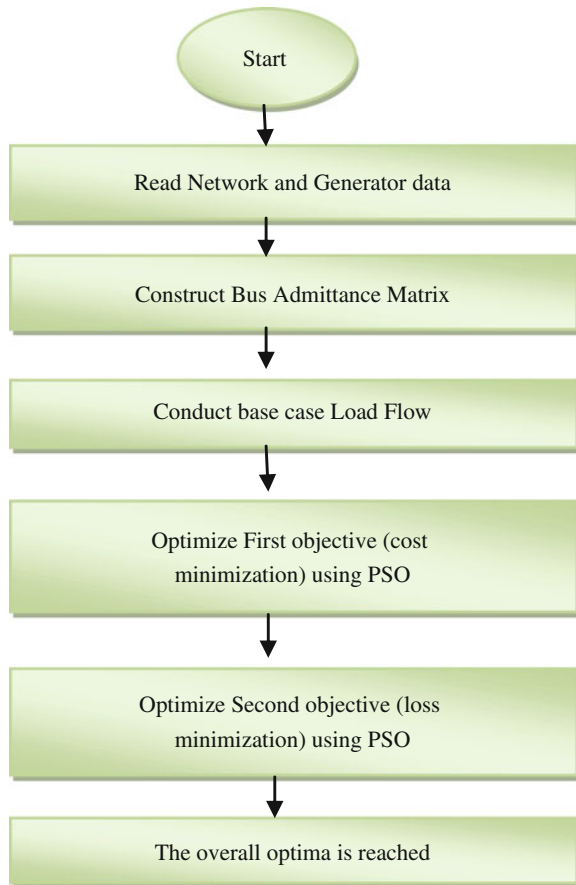 Start
Read Network and Generator data
Construct Bus Admittance Matrix
Conduct base case Load Flow
Optimize First objective (cost
minimization) using PSO
Optimize Second objective (loss
minimization) using PSO
The overall optima is reached